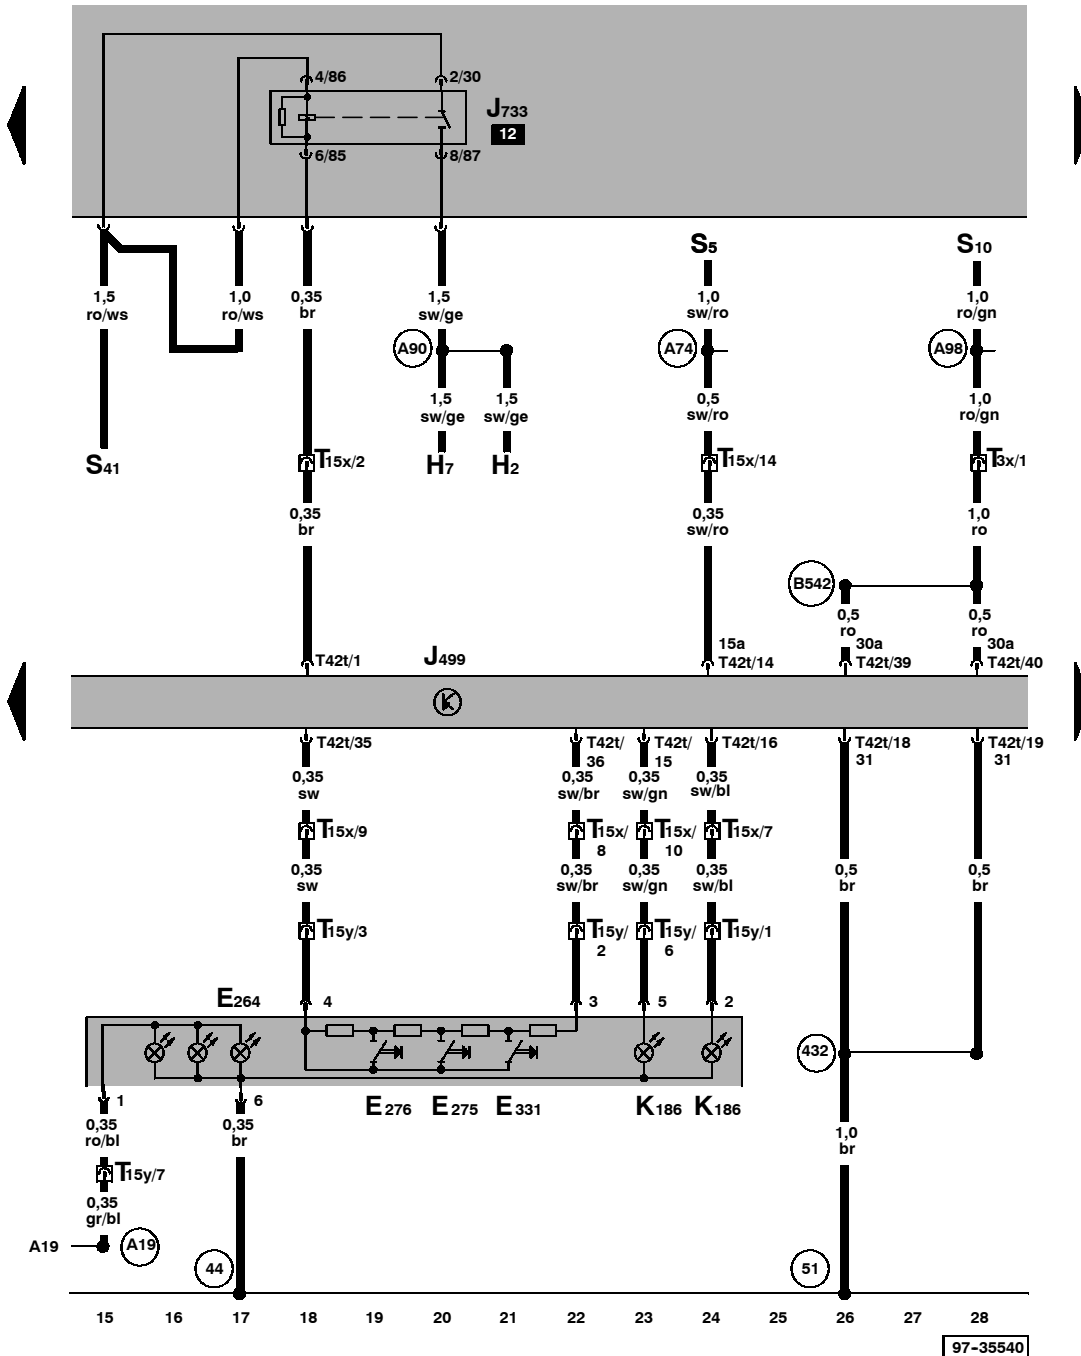 4/86
2/30
J733
12
6/85
8/87
S5
S10
1,5
ro/ws
1,0
ro/ws
0,35
br
1,5
sw/ge
1,0
sw/ro
1,0
ro/gn
A90
A74
A98
1,5
sw/ge
1,5
sw/ge
0,5
sw/ro
1,0
ro/gn
S41
T15x/2
H7
H2
T15x/14
T3x/1
0,35
br
0,35
sw/ro
1,0
ro
B542
0,5
ro
0,5
ro
T42t/1
J499
15a
T42t/14
30a
T42t/39
30a
T42t/40
K
T42t/35
T42t/
36
T42t/
15
T42t/16
T42t/18
31
T42t/19
31
0,35
sw
0,35
sw/br
0,35
sw/gn
0,35
sw/bl
T15x/9
T15x/
8
T15x/
10
T15x/7
0,35
sw
0,35
sw/br
0,35
sw/gn
0,35
sw/bl
0,5
br
0,5
br
T15y/3
T15y/
2
T15y/
6
T15y/1
E264
4
3
5
2
432
1
6
E276
E275
E331
K186
K186
0,35
ro/bl
0,35
br
1,0
br
T15y/7
0,35
gr/bl
A19
A19
44
51
15 16 17 18 19 20 21 22 23 24 25 26 27 28
97-35540